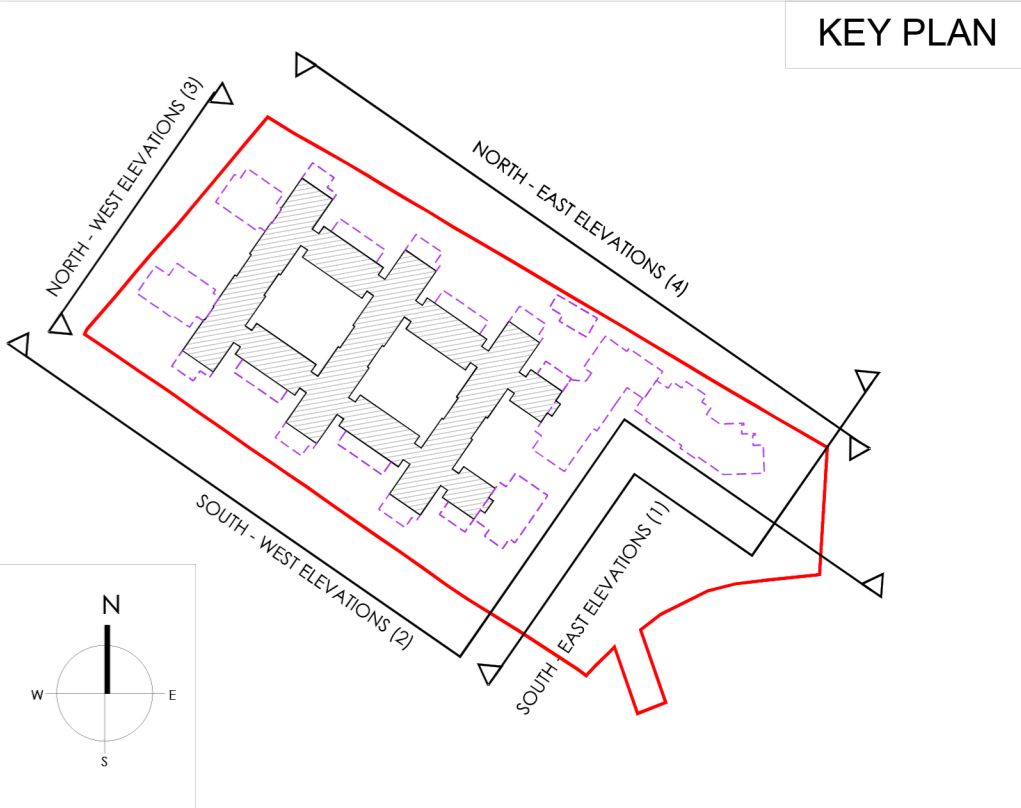 KEY PLAN
NORTH - WEST ELEVATIONS (3)
NORTH - EAST ELEVATIONS (4)
SOUTH - WEST ELEVATIONS (2)
SOUTH - EAST ELEVATIONS (1)
N
W
E
S